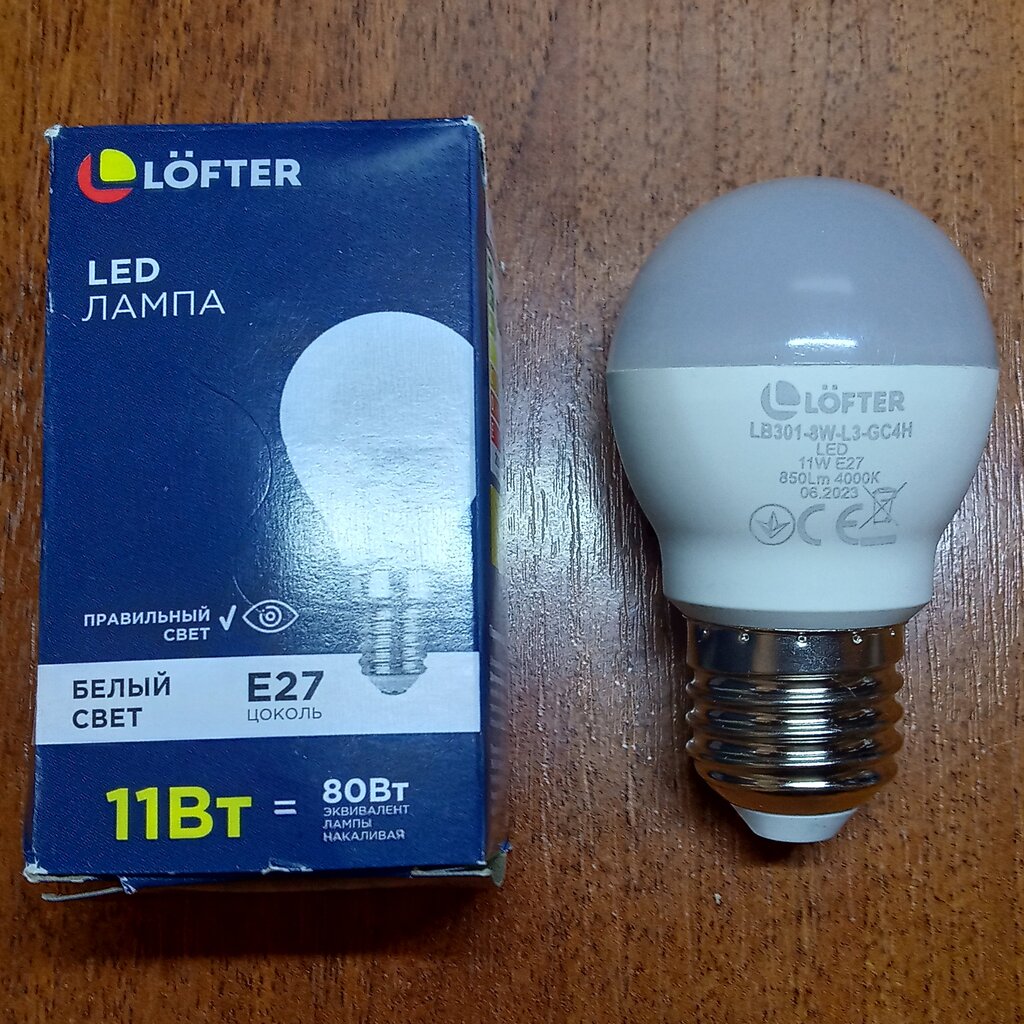 LÖFTER
LED
ЛАМПА
ПРАВИЛЬНЫЙ
СВЕТ
БЕЛЫЙ
СВЕТ
E27
ЦОКОЛЬ
11Вт = 80Вт
ЭКВИВАЛЕНТ
ЛАМПЫ
НАКАЛИВАЯ
LÖFTER
LB301-8W-L3-GC4H
LED
11W E27
850Lm 4000K
06.2023
CE